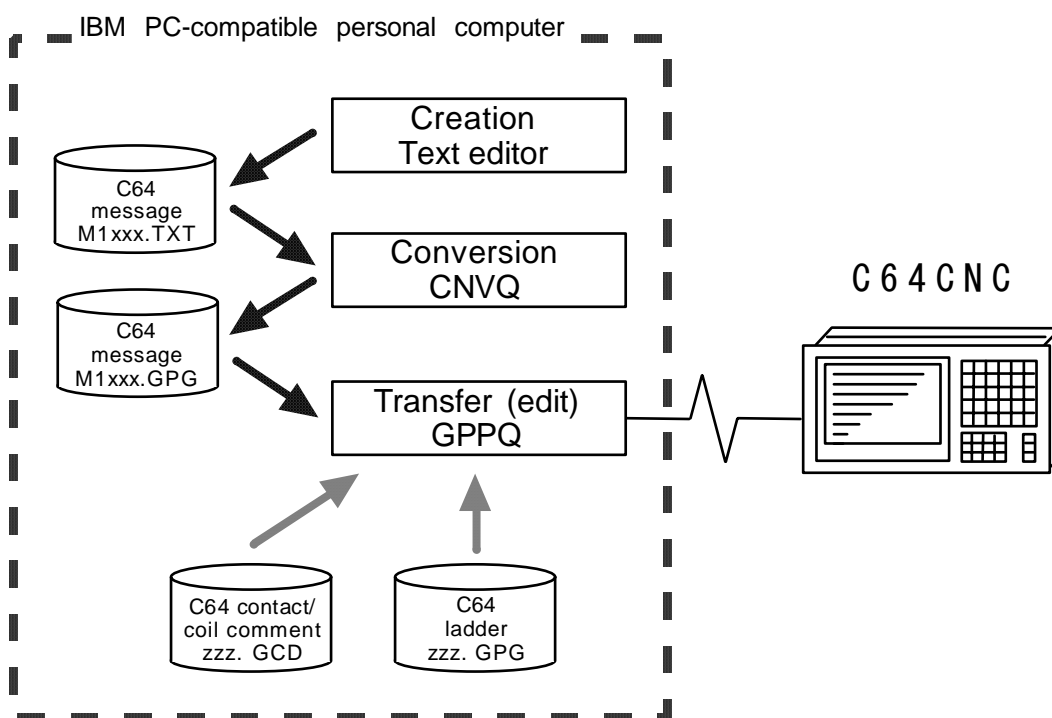 IBM PC-compatible personal computer
Creation
Text editor
C64
message
M1xxx.TXT
Conversion
CNVQ
C64CNC
C64
message
M1xxx.GPG
Transfer (edit)
GPPQ
C64 contact/
coil comment
zzz. GCD
C64
ladder
zzz. GPG